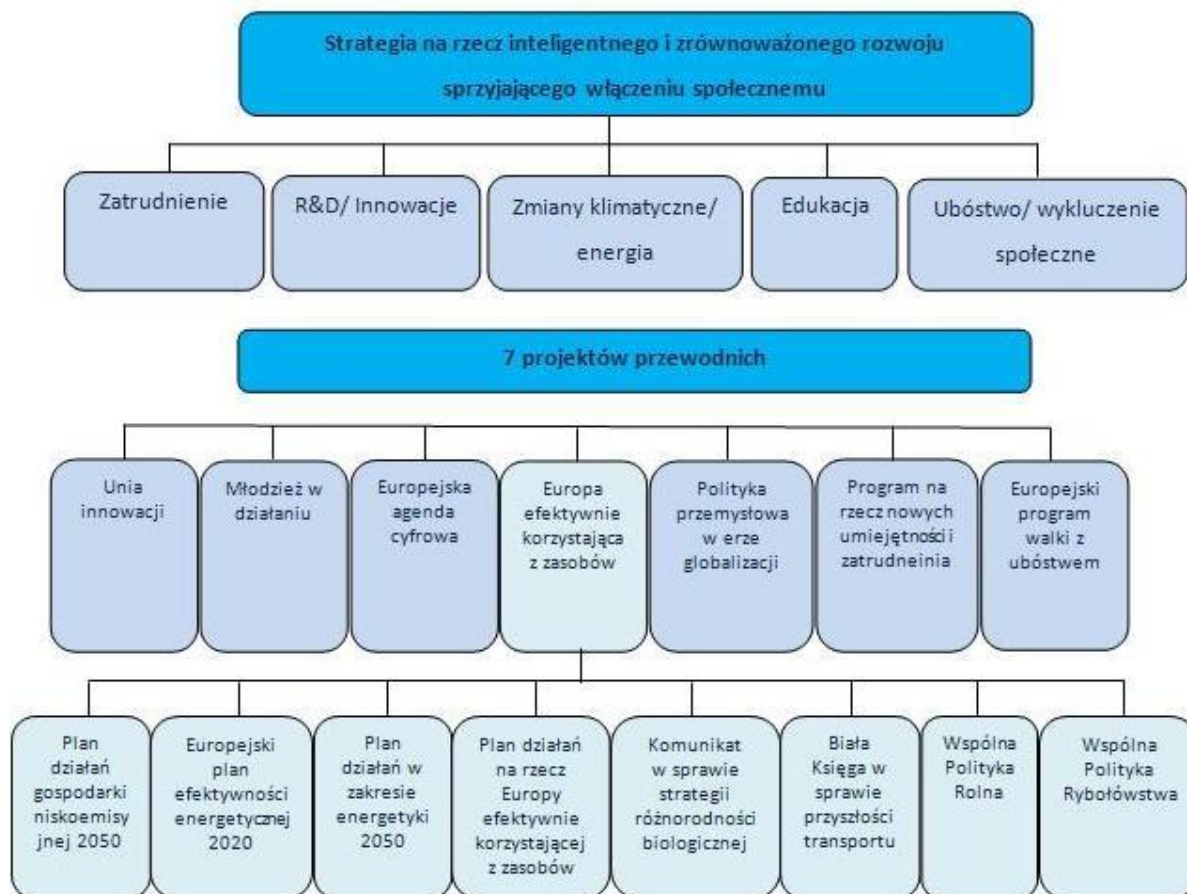 Strategia na rzecz inteligentnego i zrównoważonego rozwoju
sprzyjającego włączeniu społecznemu
Zatrudnienie
R&D/ Innowacje
Zmiany klimatyczne/
energia
Edukacja
Ubóstwo/ wykluczenie
społeczne
7 projektów przewodnich
Unia
innowacji
Młodzież w
działaniu
Europejska
agenda
cyfrowa
Europa
efektywnie
korzystająca
z zasobów
Polityka
przemysłowa
w erze
globalizacji
Program na
rzecz nowych
umiejętności i
zatrudneinia
Europejski
program
walki z
ubóstwem
Plan
działań
gospodarki
niskoemisy
jnej 2050
Europejski
plan
efektywności
energetycznej
2020
Plan
działań w
zakresie
energetyki
2050
Plan działań
na rzecz
Europy
efektywnie
korzystającej
z zasobów
Komunikat
w sprawie
strategii
różnorodności
biologicznej
Biała
Księga w
sprawie
przyszłości
transportu
Wspólna
Polityka
Rolna
Wspólna
Polityka
Rybołówstwa